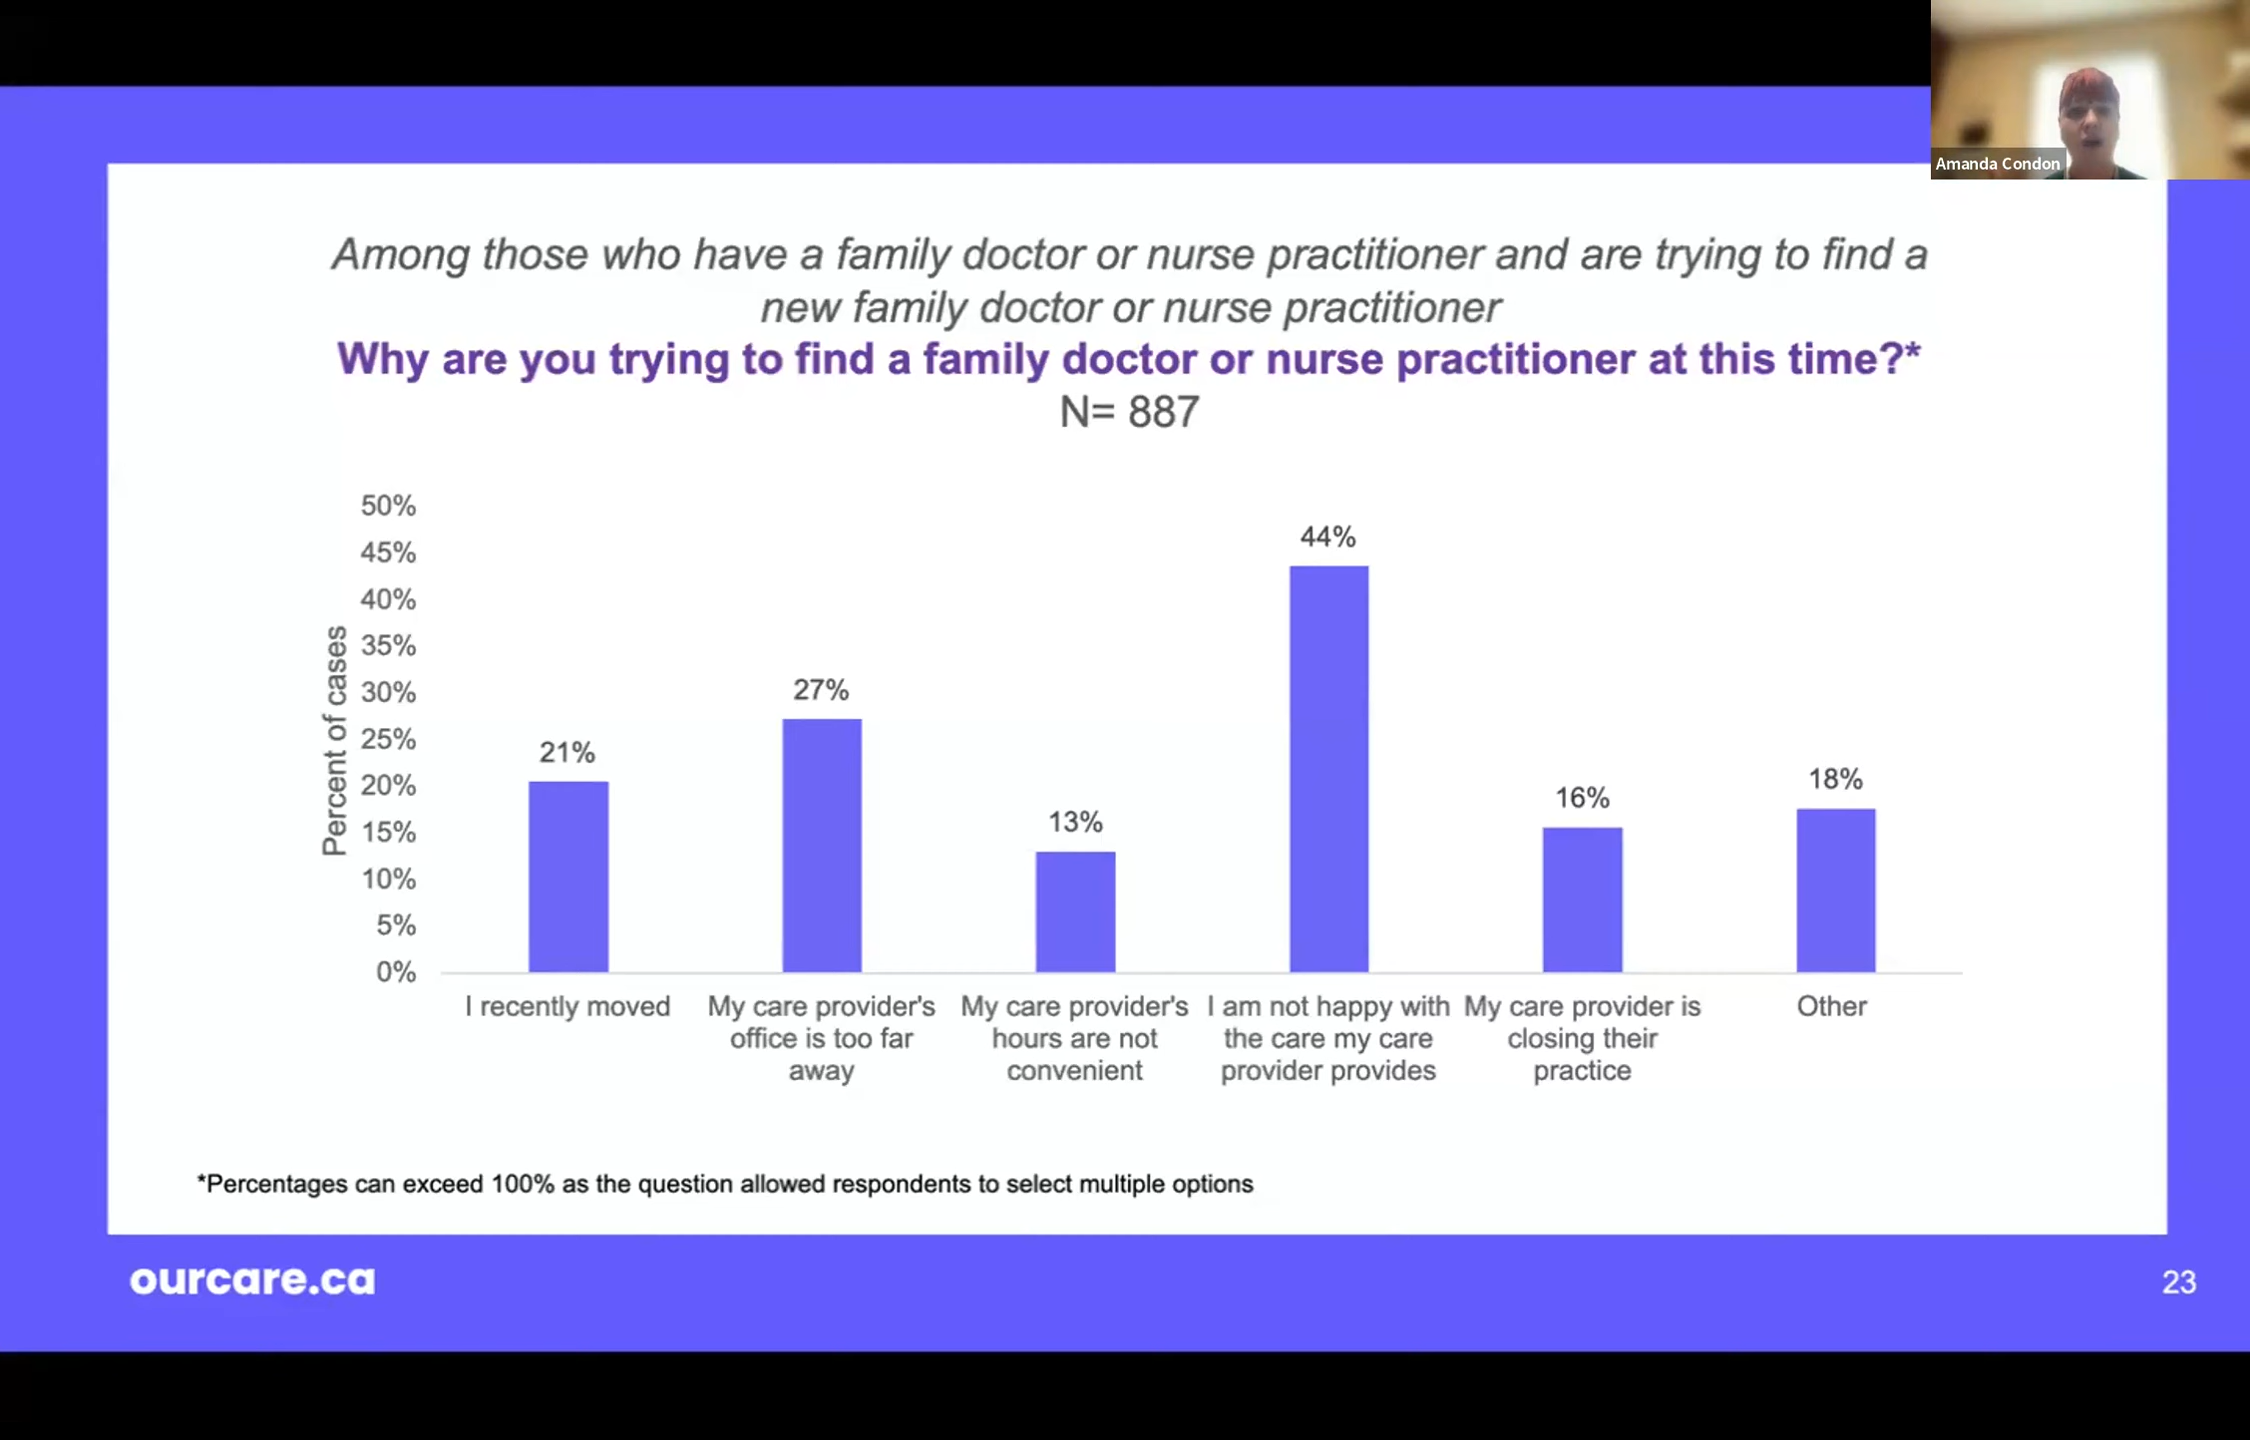 Amanda Condon
Among those who have a family doctor or nurse practitioner and are trying to find a
new family doctor or nurse practitioner
Why are you trying to find a family doctor or nurse practitioner at this time?*
N= 887
Percent of cases
50%
45%
40%
35%
30%
25%
20%
15%
10%
5%
0%
21%
27%
13%
44%
16%
18%
I recently moved
My care provider's
office is too far
away
My care provider's
hours are not
convenient
I am not happy with
the care my care
provider provides
My care provider is
closing their
practice
Other
*Percentages can exceed 100% as the question allowed respondents to select multiple options
ourcare.ca
23